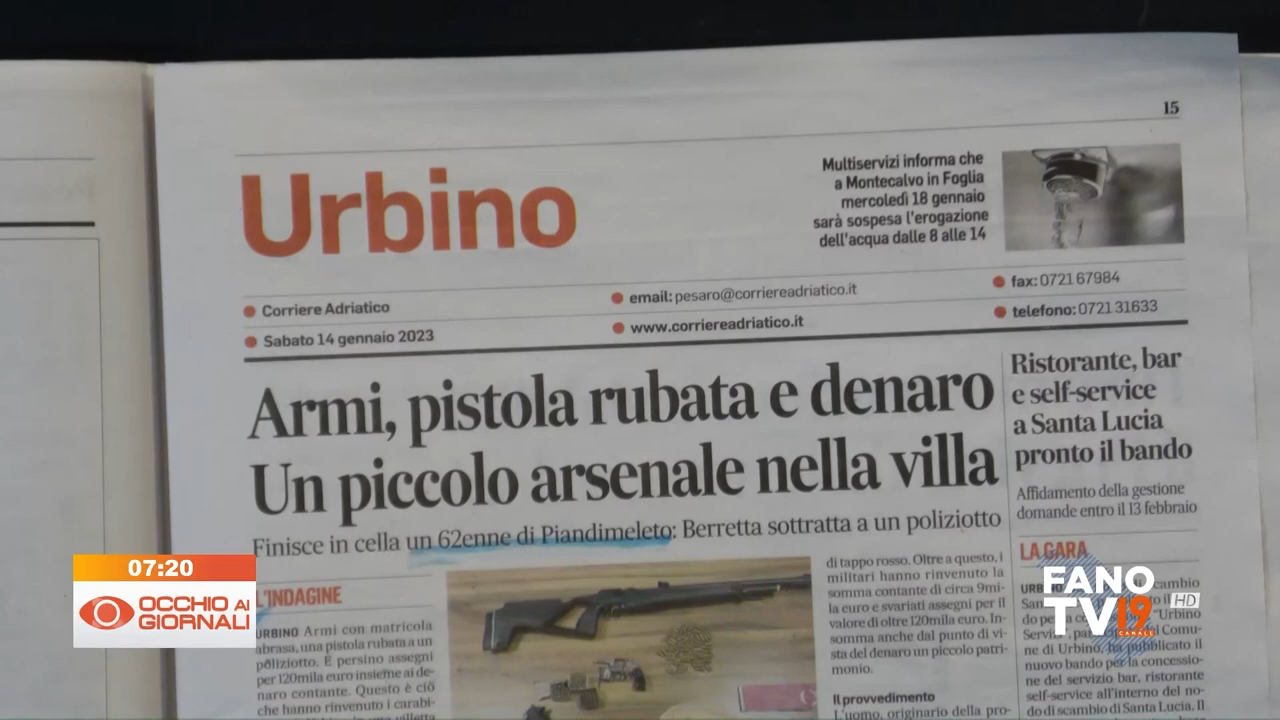 15
Urbino
Multiservizi informa che
a Montecalvo in Foglia
mercoledì 18 gennaio
sarà sospesa l'erogazione
dell'acqua dalle 8 alle 14
Corriere Adriatico
Sabato 14 gennaio 2023
email: pesaro@corriereadriatico.it
www.corriereadriatico.it
fax: 0721 67984
telefono: 0721 31633
Armi, pistola rubata e denaro
Un piccolo arsenale nella villa
Finisce in cella un 62enne di Piandimeleto: Berretta sottratta a un poliziotto
L'INDAGINE
URBINO Armi con matricola
abrasa, una pistola rubata a un
poliziotto. E persino assegni
per 120mila euro insieme ai de-
naro contante. Questo è ciò
che hanno rinvenuto i carabi-
di tappo rosso. Oltre a questo, i
militari hanno rinvenuto la
somma contante di circa 9mi-
la euro e svariati assegni per il
valore di oltre 120mila euro. In-
somma anche dal punto di vi-
sta del denaro un piccolo patri-
monio.
Il provvedimento
L'uomo, originario della pro-
Ristorante, bar
e self-service
a Santa Lucia
pronto il bando
Affidamento della gestione
domande entro il 13 febbraio
LA GARA
cambio
"Urbino
Comu-
ne di Urbino, ha pubblicato il
nuovo bando per la concessio-
ne del servizio bar, ristorante
self-service all'interno del no-
do di scambio di Santa Lucia. Il
07:20
OCCHIO AI
GIORNALI
FANO
TV 19 HD
CANALE